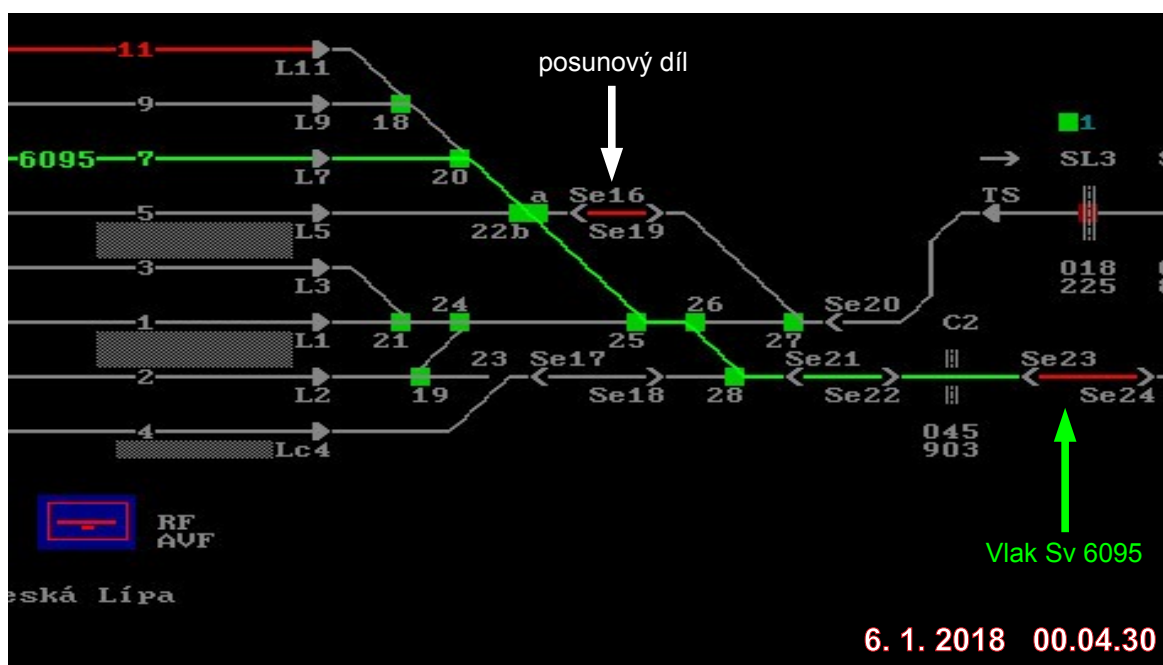 11
L11
posunový díl
9
L9 18
1
6095 7
L7 20
SL3
a Se16
TS
5
L5 22b Se19
3
L3
018
225
24 26 Se20
1
L1 21 25 27
C2
23 Se17 Se21 Se23
2
L2 19 Se18 28 Se22 Se24
4
Lc4
045
903
RF
AVF
Vlak Sv 6095
eská Lípa
6. 1. 2018 00.04.30